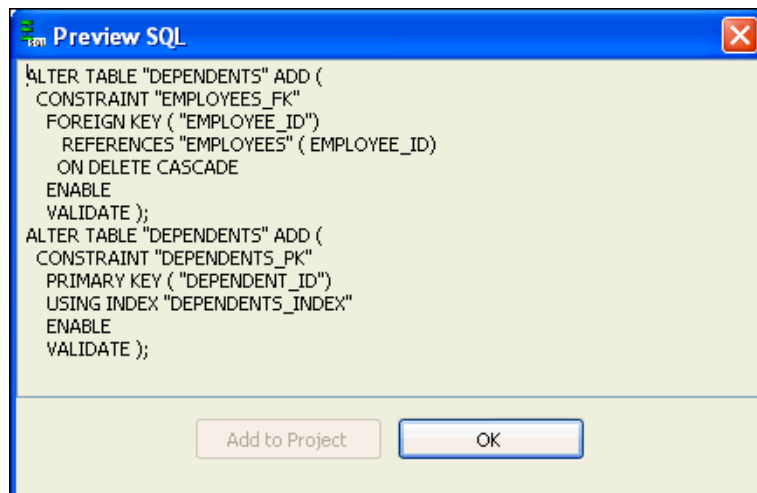 Preview SQL
ALTER TABLE "DEPENDENTS" ADD (
CONSTRAINT "EMPLOYEES_FK"
FOREIGN KEY ( "EMPLOYEE_ID")
REFERENCES "EMPLOYEES" ( EMPLOYEE_ID)
ON DELETE CASCADE
ENABLE
VALIDATE );
ALTER TABLE "DEPENDENTS" ADD (
CONSTRAINT "DEPENDENTS_PK"
PRIMARY KEY ( "DEPENDENT_ID")
USING INDEX "DEPENDENTS_INDEX"
ENABLE
VALIDATE );
Add to Project
OK